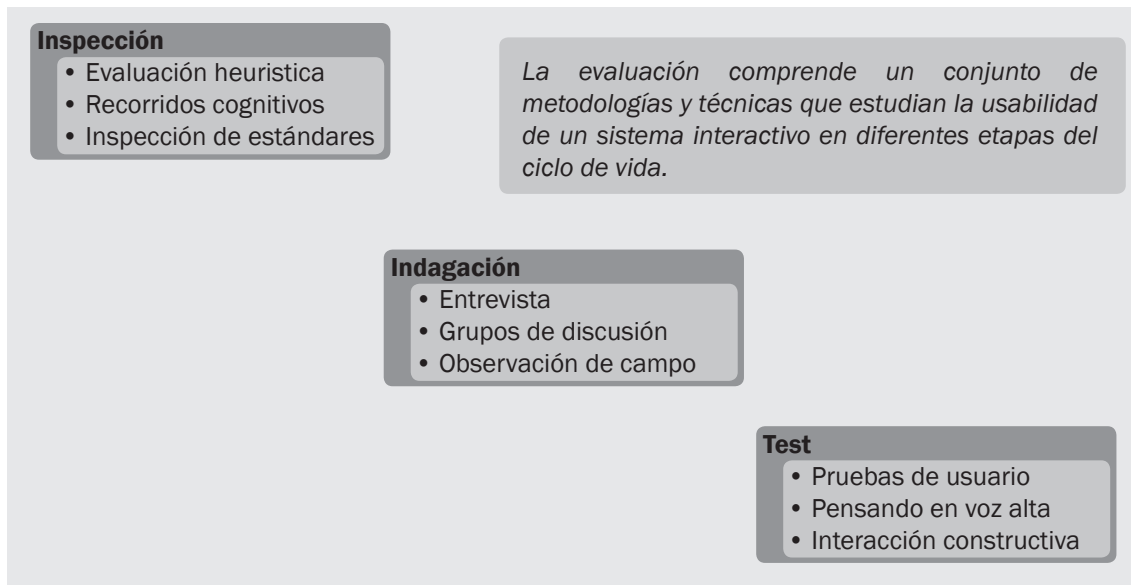 Inspección
• Evaluación heuristica
• Recorridos cognitivos
• Inspección de estándares
La evaluación comprende un conjunto de
metodologías y técnicas que estudian la usabilidad
de un sistema interactivo en diferentes etapas del
ciclo de vida.
Indagación
• Entrevista
• Grupos de discusión
• Observación de campo
Test
• Pruebas de usuario
• Pensando en voz alta
• Interacción constructiva